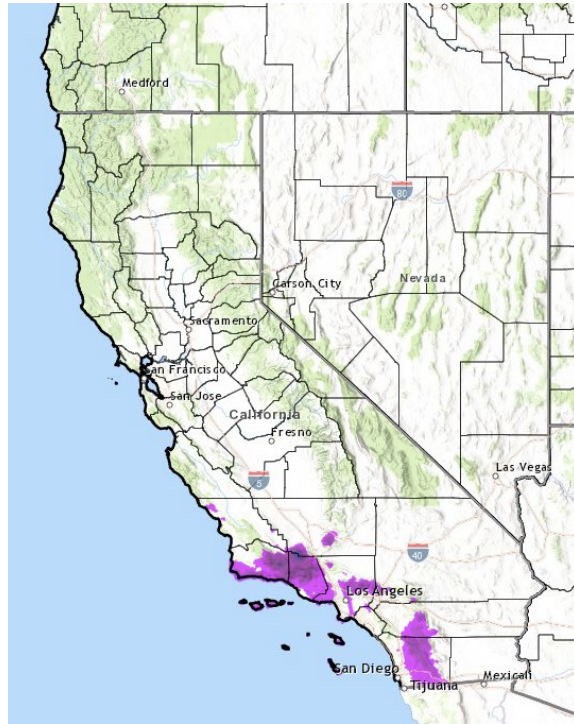 Medford
80
Carson City
Nevada
Sacramento
San Francisco
San Jose
California
Fresno
5
Las Vegas
40
Los Angeles
San Diego
Mexicali
Tijuana